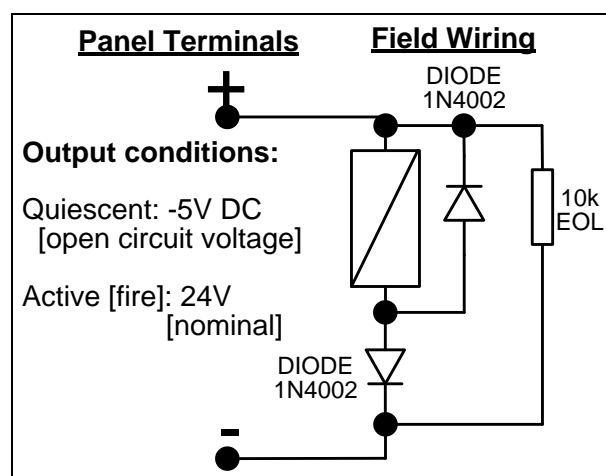 Panel Terminals
Field Wiring
DIODE
1N4002
+
Output conditions:
Quiescent: -5V DC
[open circuit voltage]
10k
EOL
Active [fire]: 24V
[nominal]
DIODE
1N4002
-